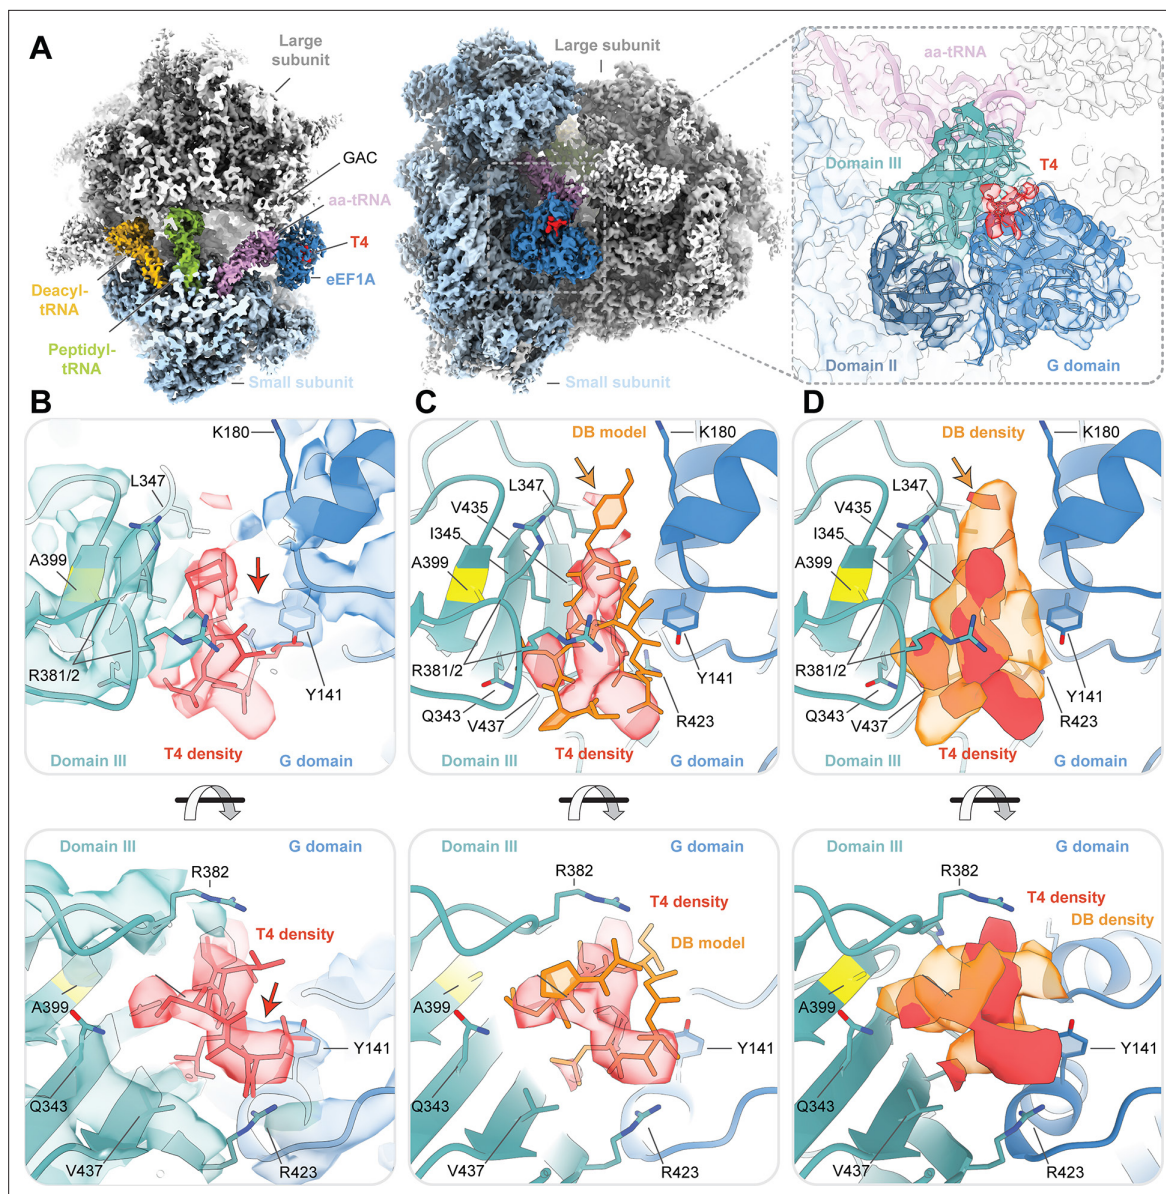 A
Large
subunit
GAC
aa-tRNA
T4
eEF1A
Deacyl-
tRNA
Peptidyl-
tRNA
Small subunit
Large subunit
Small subunit
aa-tRNA
Domain III
T4
Domain II
G domain
B
K180
L347
A399
R381/2
Y141
Domain III
T4 density
G domain
C
DB model
K180
L347
V435
I345
A399
R381/2
Q343
V437
Y141
R423
Domain III
T4 density
G domain
D
DB density
K180
L347
V435
I345
A399
R381/2
Q343
V437
Y141
R423
Domain III
T4 density
G domain
Domain III
G domain
R382
T4 density
A399
Y141
Q343
V437
R423
Domain III
G domain
R382
T4 density
DB model
A399
Y141
Q343
V437
R423
Domain III
G domain
R382
T4 density
DB density
A399
Y141
Q343
V437
R423